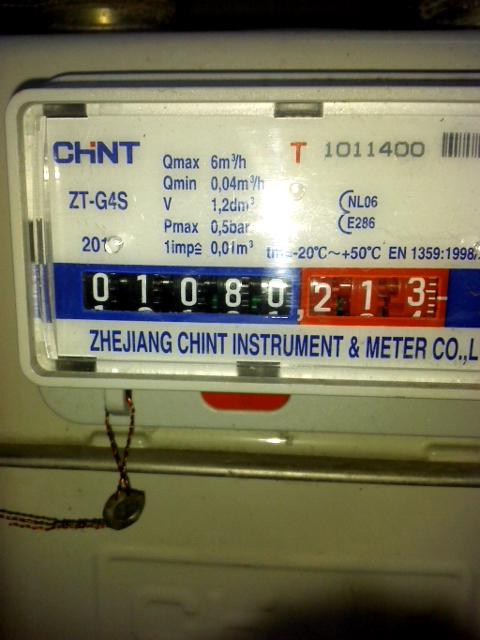 CHINT
ZT-G4S
Qmax 6m³/h
Qmin 0,04m³/h
V 1,2dm³
Pmax 0,5bar
1imp≙ 0,01m³
T 1011400
NL06
E286
tm=-20°C~+50°C EN 1359:1998/
01080,213
ZHEJIANG CHINT INSTRUMENT & METER CO.,L